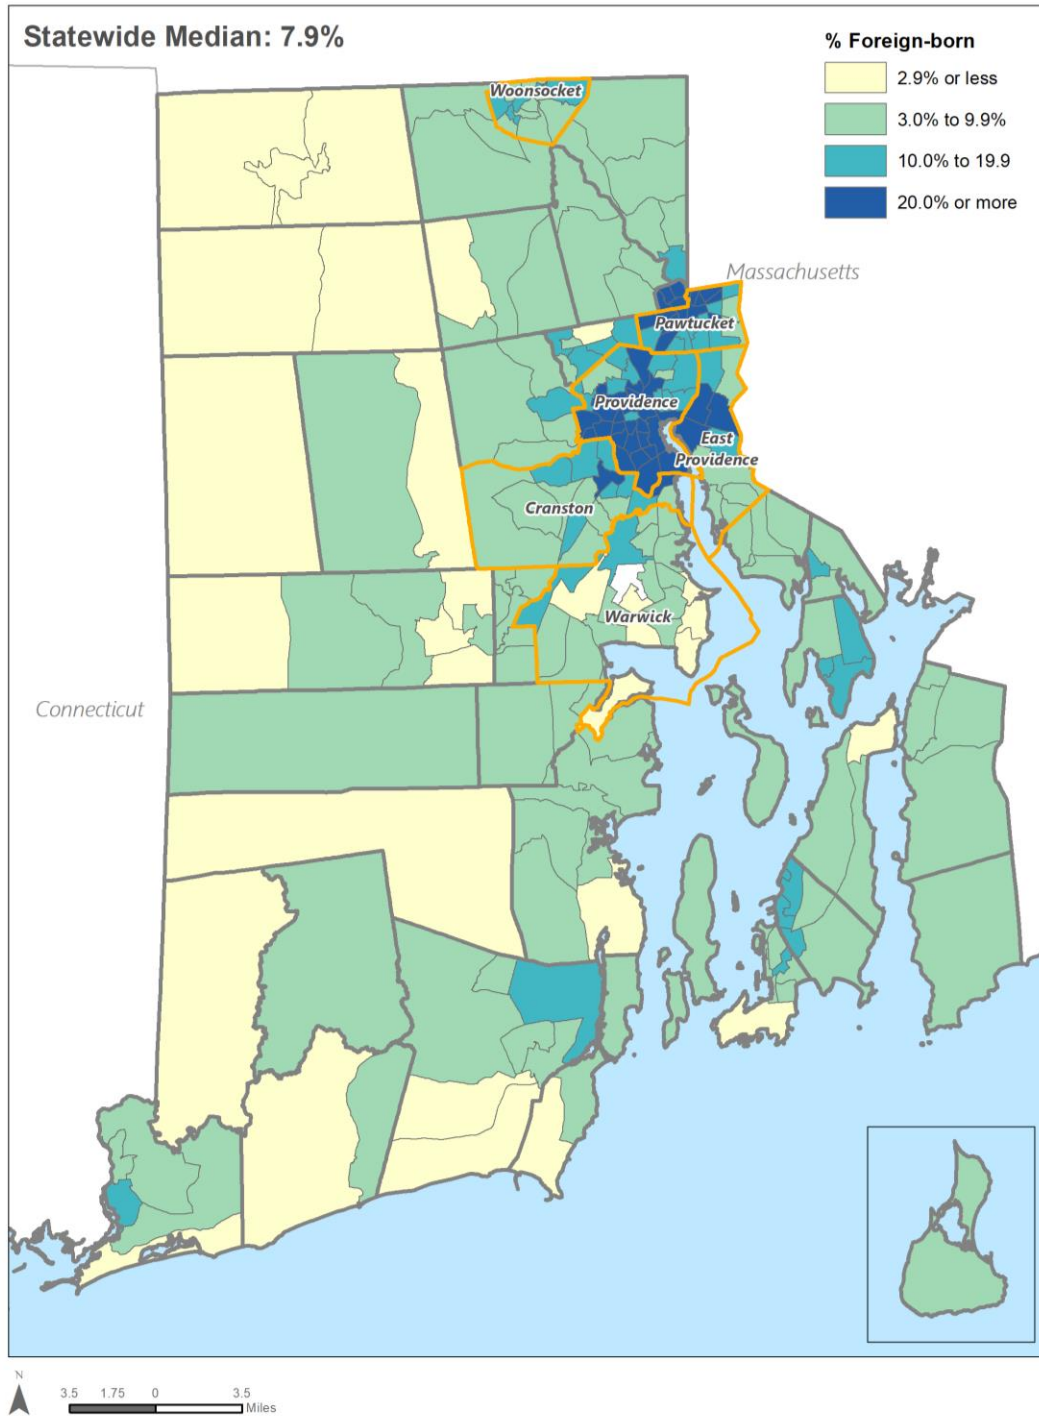 Statewide Median: 7.9%
% Foreign-born
2.9% or less
3.0% to 9.9%
10.0% to 19.9
20.0% or more
Woonsocket
Massachusetts
Pawtucket
Providence
East
Providence
Cranston
Warwick
Connecticut
N
3.5 1.75 0 3.5
Miles